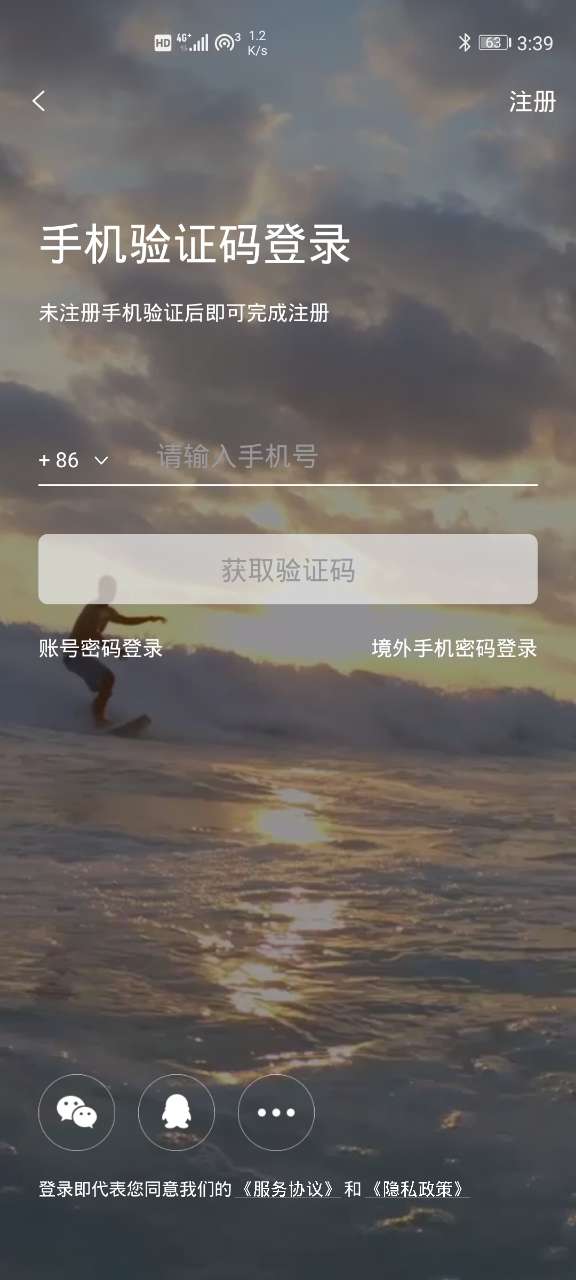 HD 4G+ 3 1.2 K/s 63 3:39
注册
手机验证码登录
未注册手机验证后即可完成注册
+ 86 请输入手机号
获取验证码
账号密码登录 境外手机密码登录
登录即代表您同意我们的《服务协议》和《隐私政策》